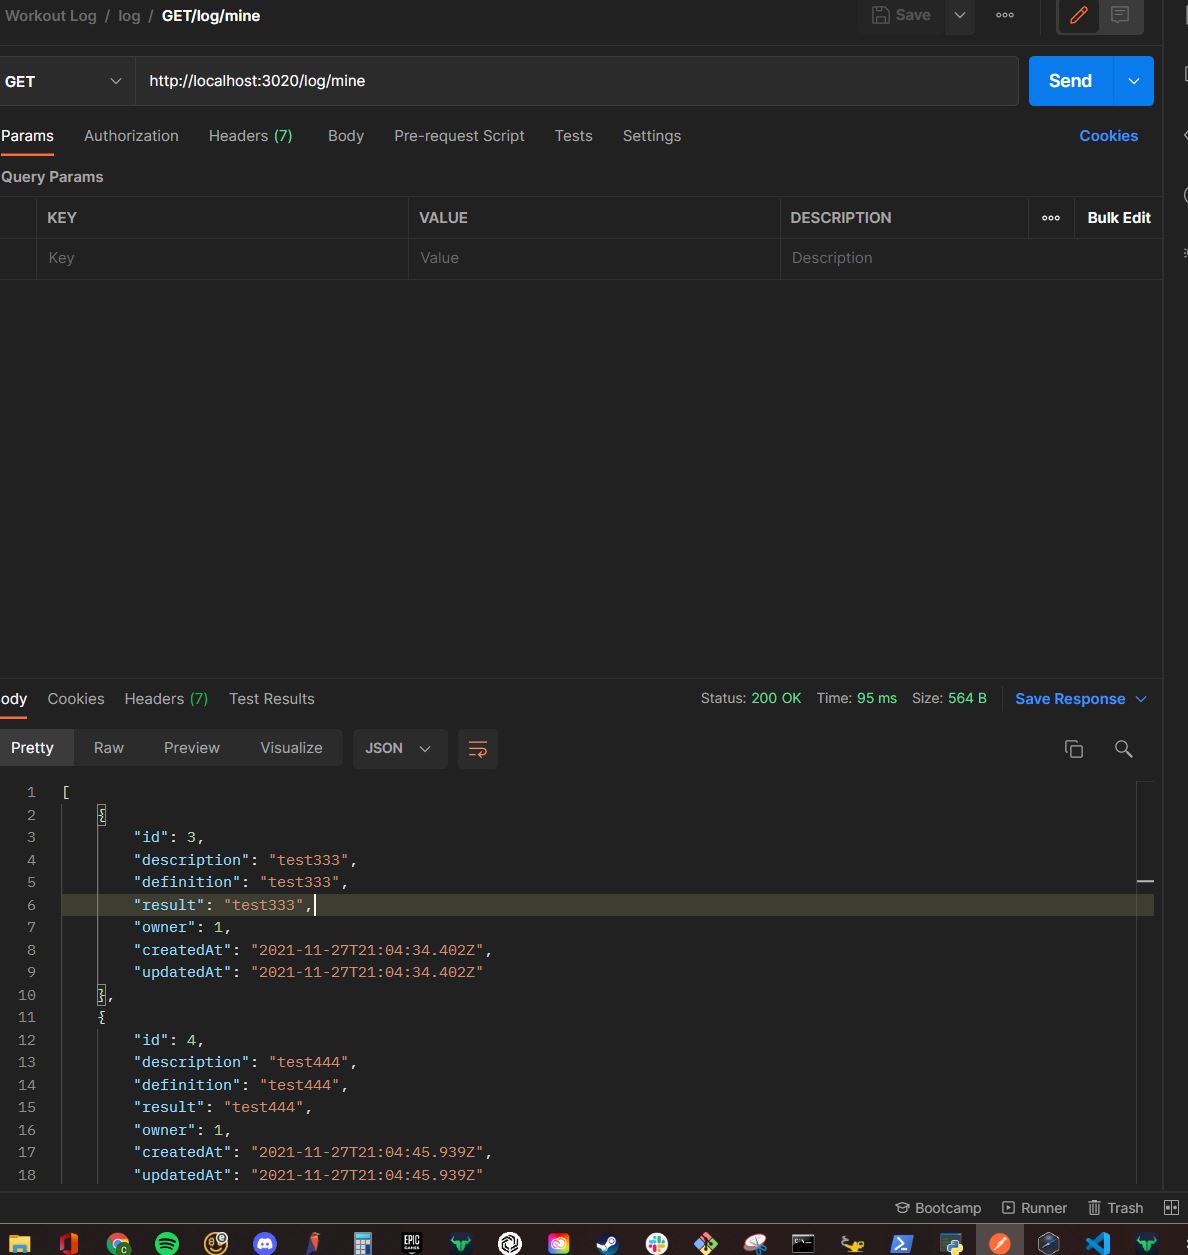 Workout Log / log / GET/log/mine
Save
GET http://localhost:3020/log/mine Send
Params Authorization Headers (7) Body Pre-request Script Tests Settings Cookies
Query Params
KEY VALUE DESCRIPTION Bulk Edit
Key Value Description
ody Cookies Headers (7) Test Results Status: 200 OK Time: 95 ms Size: 564 B Save Response
Pretty Raw Preview Visualize JSON
1 [
2 {
3 "id": 3,
4 "description": "test333",
5 "definition": "test333",
6 "result": "test333",
7 "owner": 1,
8 "createdAt": "2021-11-27T21:04:34.402Z",
9 "updatedAt": "2021-11-27T21:04:34.402Z"
10 },
11 {
12 "id": 4,
13 "description": "test444",
14 "definition": "test444",
15 "result": "test444",
16 "owner": 1,
17 "createdAt": "2021-11-27T21:04:45.939Z",
18 "updatedAt": "2021-11-27T21:04:45.939Z"
Bootcamp Runner Trash
EPIC GAMES